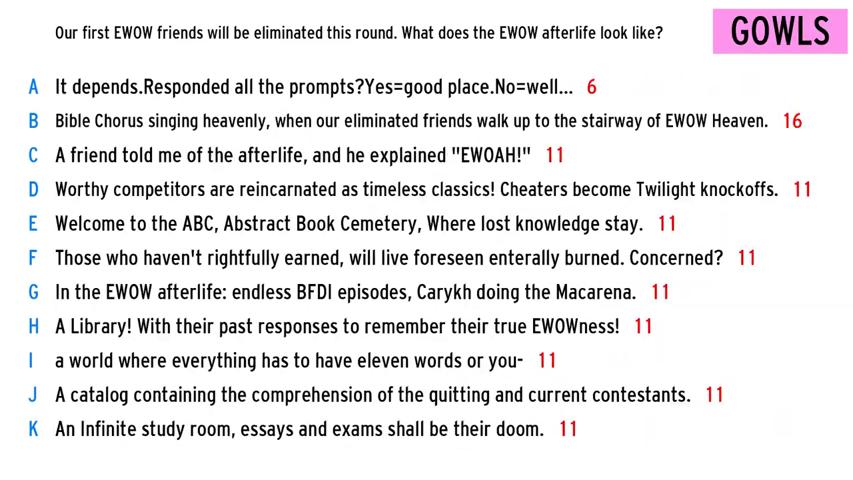 Our first EWOW friends will be eliminated this round. What does the EWOW afterlife look like?
GOWLS
A It depends.Responded all the prompts?Yes=good place.No=well... 6
B Bible Chorus singing heavenly, when our eliminated friends walk up to the stairway of EWOW Heaven. 16
C A friend told me of the afterlife, and he explained "EWOAH!" 11
D Worthy competitors are reincarnated as timeless classics! Cheaters become Twilight knockoffs. 11
E Welcome to the ABC, Abstract Book Cemetery, Where lost knowledge stay. 11
F Those who haven't rightfully earned, will live foreseen enterally burned. Concerned? 11
G In the EWOW afterlife: endless BFDI episodes, Carykh doing the Macarena. 11
H A Library! With their past responses to remember their true EWOWness! 11
I a world where everything has to have eleven words or you- 11
J A catalog containing the comprehension of the quitting and current contestants. 11
K An Infinite study room, essays and exams shall be their doom. 11